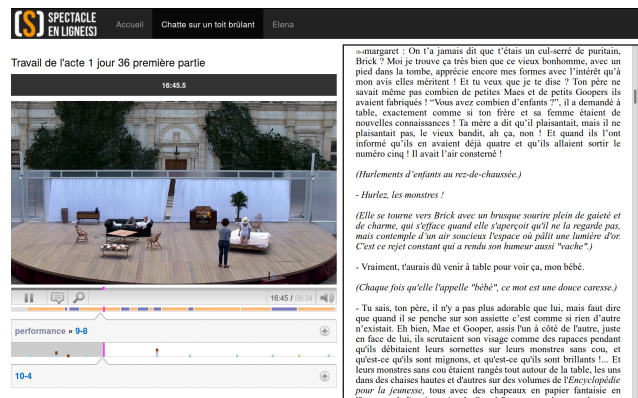 (S) SPECTACLE
EN LIGNE(S)
Accueil
Chatte sur un toit brûlant
Elena
Travail de l'acte 1 jour 36 première partie
16:45.5
16:45 / 58:34
performance » 9-8
10-4
margaret : On t’a jamais dit que t’étais un cul-serré de puritain,
Brick ? Moi je trouve ça très bien que ce vieux bonhomme, avec un
pied dans la tombe, apprécie encore mes formes avec l’intérêt qu’à
mon avis elles méritent ! Et tu veux que je te dise ? Ton père ne
savait même pas combien de petites Maes et de petits Goopers ils
avaient fabriqués ! “Vous avez combien d’enfants ?”, il a demandé à
table, exactement comme si ton frère et sa femme étaient de
nouvelles connaissances ! Ta mère a dit qu’il plaisantait, mais il ne
plaisantait pas, le vieux bandit, ah ça, non ! Et quand ils l’ont
informé qu’ils en avaient déjà quatre et qu’ils allaient sortir le
numéro cinq ! Il avait l’air consterné !
(Hurlements d’enfants au rez-de-chaussée.)
- Hurlez, les monstres !
(Elle se tourne vers Brick avec un brusque sourire plein de gaieté et
de charme, qui s'efface quand elle s'aperçoit qu'il ne la regarde pas,
mais contemple d’un air soucieux l'espace où pâlit une lumière d'or.
C'est ce rejet constant qui a rendu son humeur aussi "vache".)
- Vraiment, t'aurais dû venir à table pour voir ça, mon bébé.
(Chaque fois qu'elle l'appelle "bébé", ce mot est une douce caresse.)
- Tu sais, ton père, il n'y a pas plus adorable que lui, mais faut dire
que quand il se penche sur son assiette c’est comme si rien d’autre
n’existait. Eh bien, Mae et Gooper, assis l'un à côté de l'autre, juste
en face de lui, ils scrutaient son visage comme des rapaces pendant
qu'ils débitaient leurs sornettes sur leurs monstres sans cou, et
qu'est-ce qu'ils sont mignons, et qu'est-ce qu'ils sont brillants !... Et
leurs monstres sans cou étaient rangés tout autour de la table, les uns
dans des chaises hautes et d'autres sur des volumes de l'Encyclopédie
pour la jeunesse, tous avec des chapeaux en papier fantaisie en